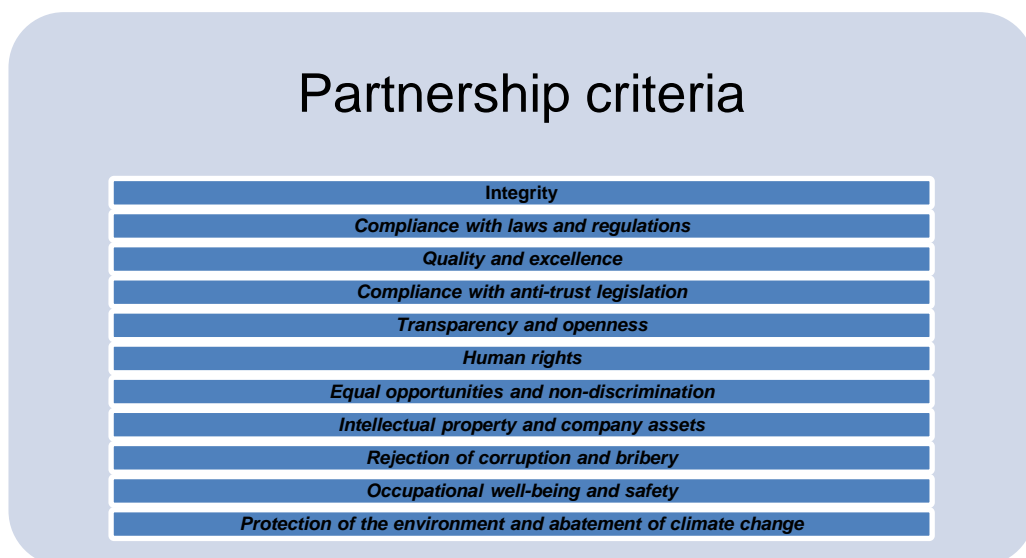 Partnership criteria
Integrity
Compliance with laws and regulations
Quality and excellence
Compliance with anti-trust legislation
Transparency and openness
Human rights
Equal opportunities and non-discrimination
Intellectual property and company assets
Rejection of corruption and bribery
Occupational well-being and safety
Protection of the environment and abatement of climate change